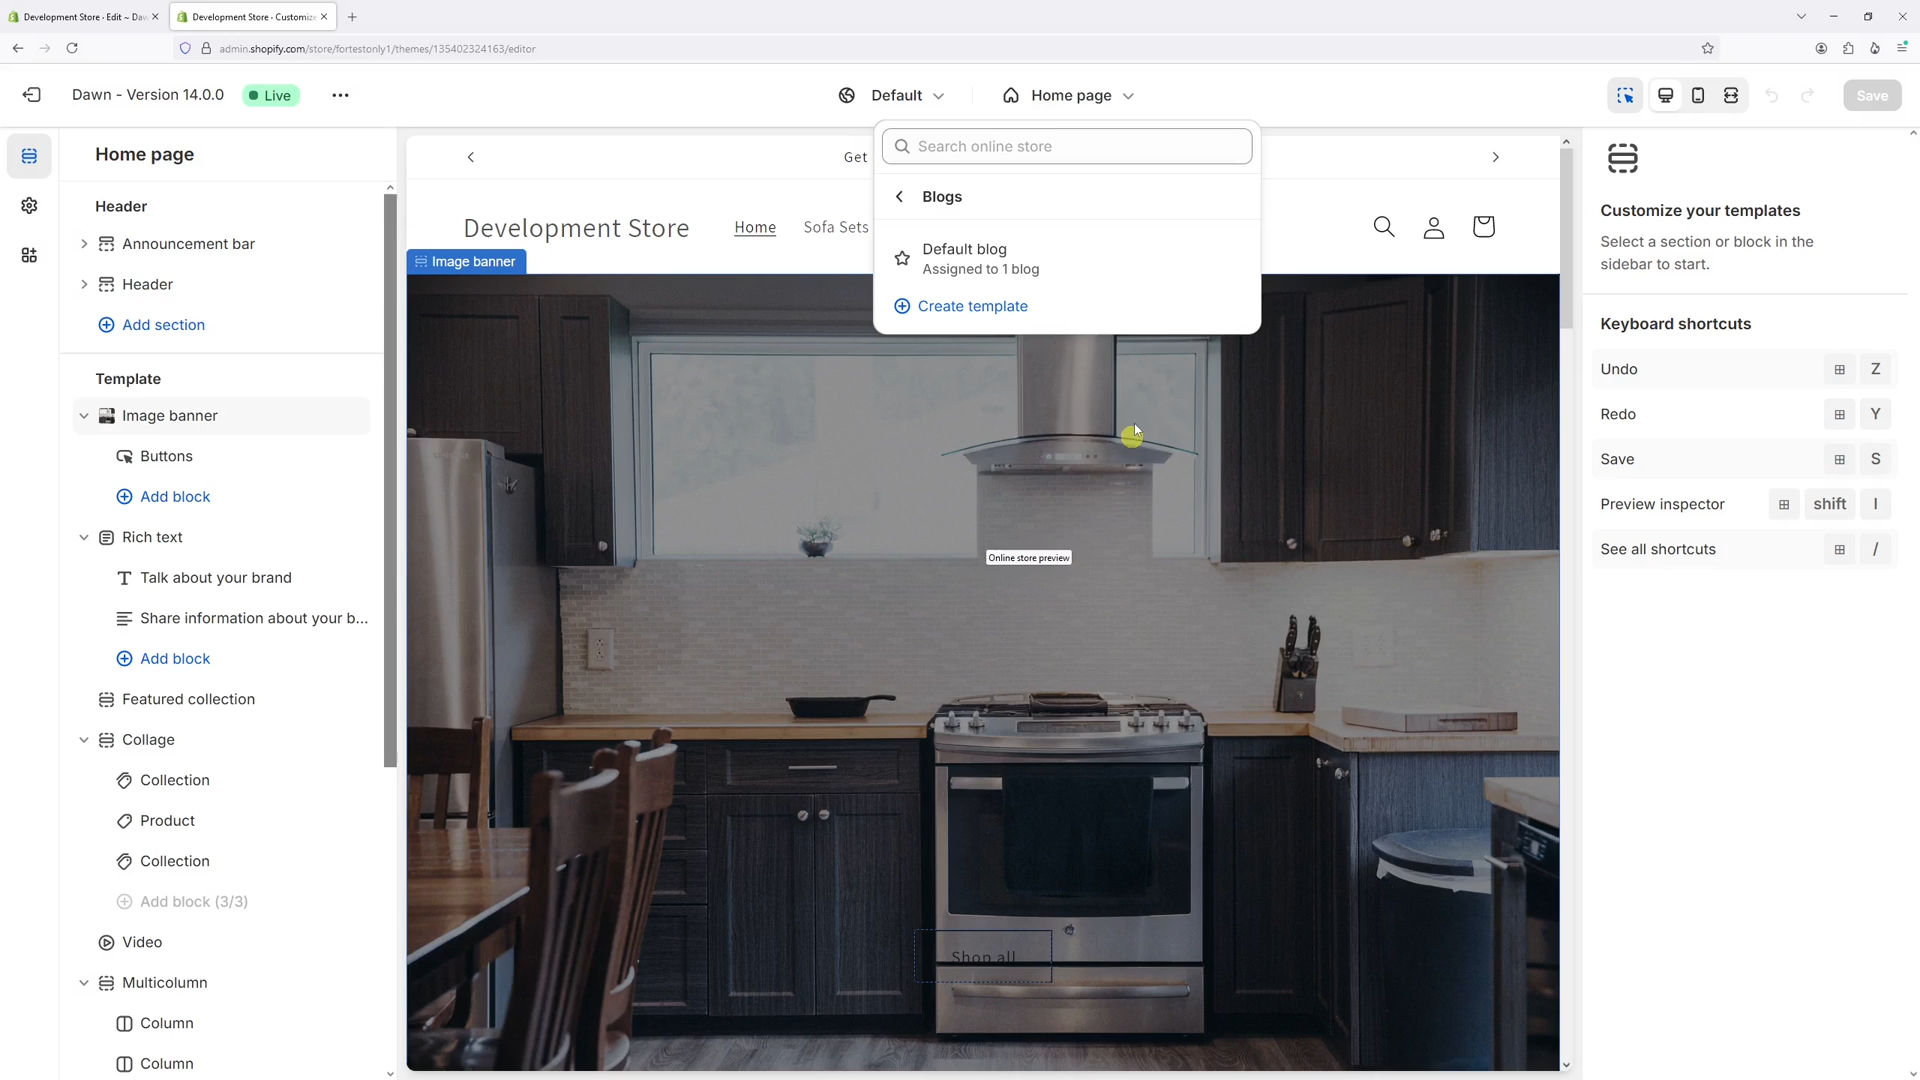 Development Store · Edit ~ Daw
Development Store · Customize
admin.shopify.com/store/fortestonly1/themes/135402324163/editor
Dawn - Version 14.0.0
Live
Default
Home page
Save
Home page
Header
Announcement bar
Header
Add section
Template
Image banner
Buttons
Add block
Rich text
Talk about your brand
Share information about your b...
Add block
Featured collection
Collage
Collection
Product
Collection
Add block (3/3)
Video
Multicolumn
Column
Column
Get
Development Store
Home
Sofa Sets
Image banner
Search online store
Blogs
Default blog
Assigned to 1 blog
Create template
Online store preview
Shop all
Customize your templates
Select a section or block in the
sidebar to start.
Keyboard shortcuts
Undo Z
Redo Y
Save S
Preview inspector shift I
See all shortcuts /